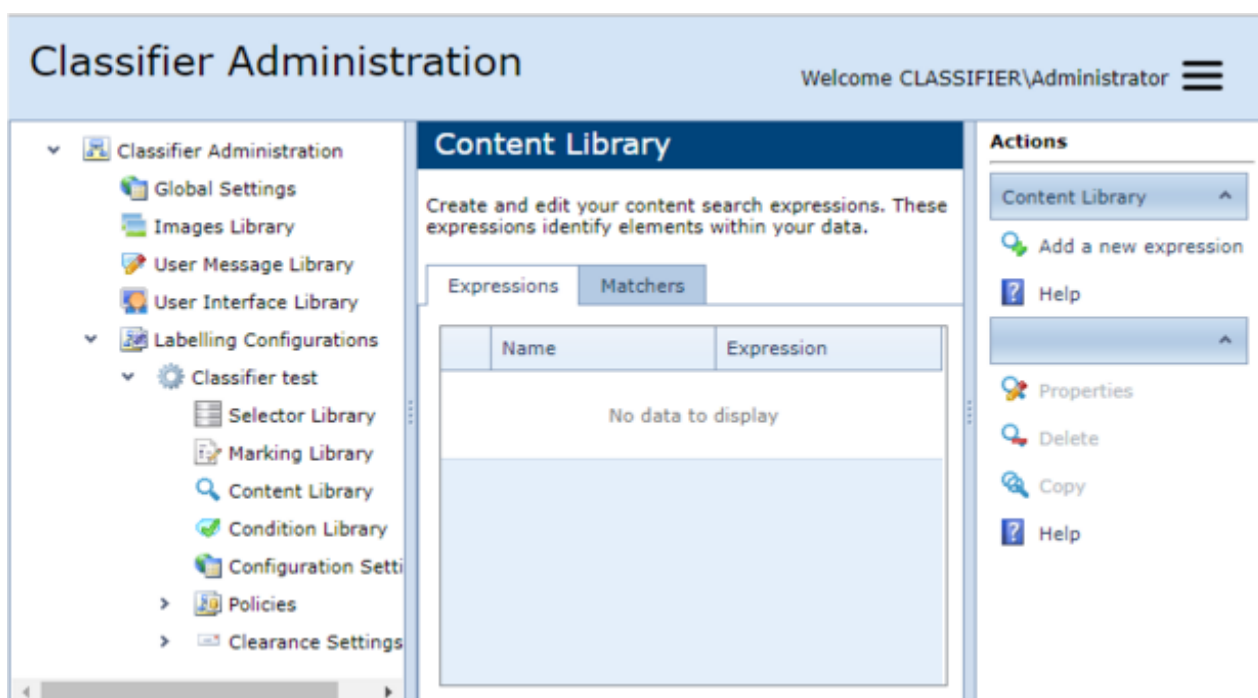 Classifier Administration
Welcome CLASSIFIER\Administrator
Classifier Administration
Global Settings
Images Library
User Message Library
User Interface Library
Labelling Configurations
Classifier test
Selector Library
Marking Library
Content Library
Condition Library
Configuration Setti
Policies
Clearance Settings
Content Library
Create and edit your content search expressions. These
expressions identify elements within your data.
Expressions Matchers
Name Expression
No data to display
Actions
Content Library
Add a new expression
Help
Properties
Delete
Copy
Help